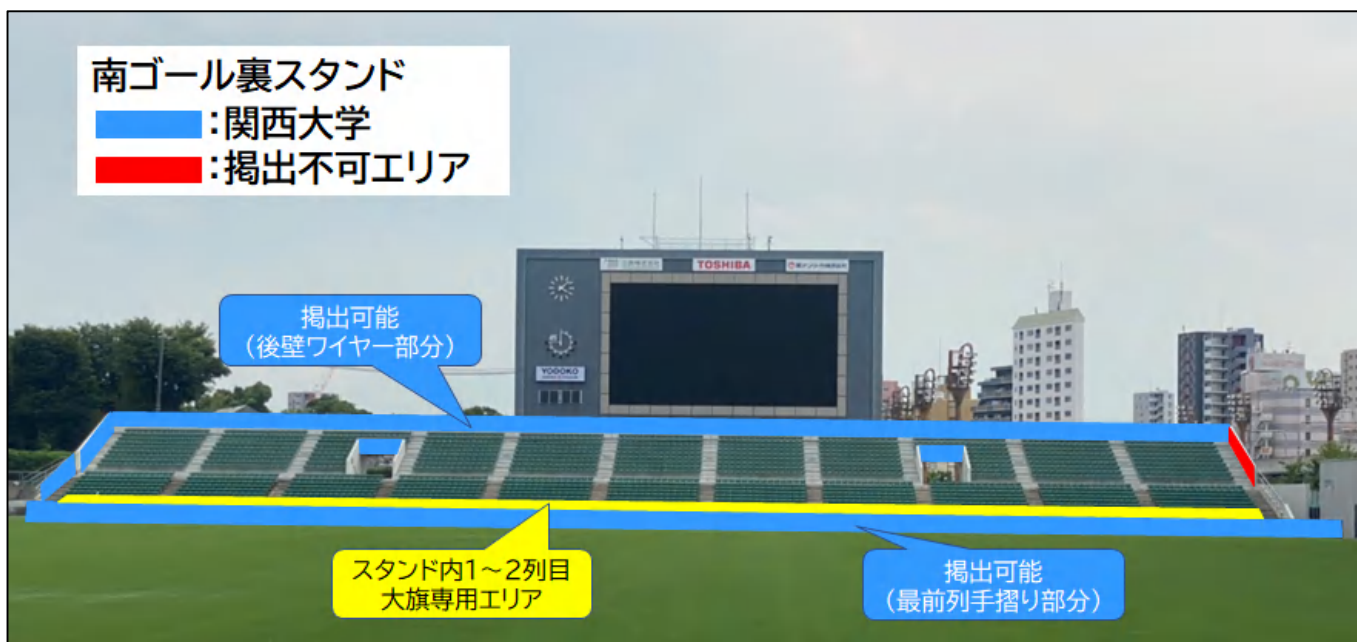 南ゴール裏スタンド
：関西大学
：掲出不可エリア
TOSHIBA
掲出可能
（後壁ワイヤー部分）
YODOKO
スタンド内1～2列目
大旗専用エリア
掲出可能
（最前列手摺り部分）